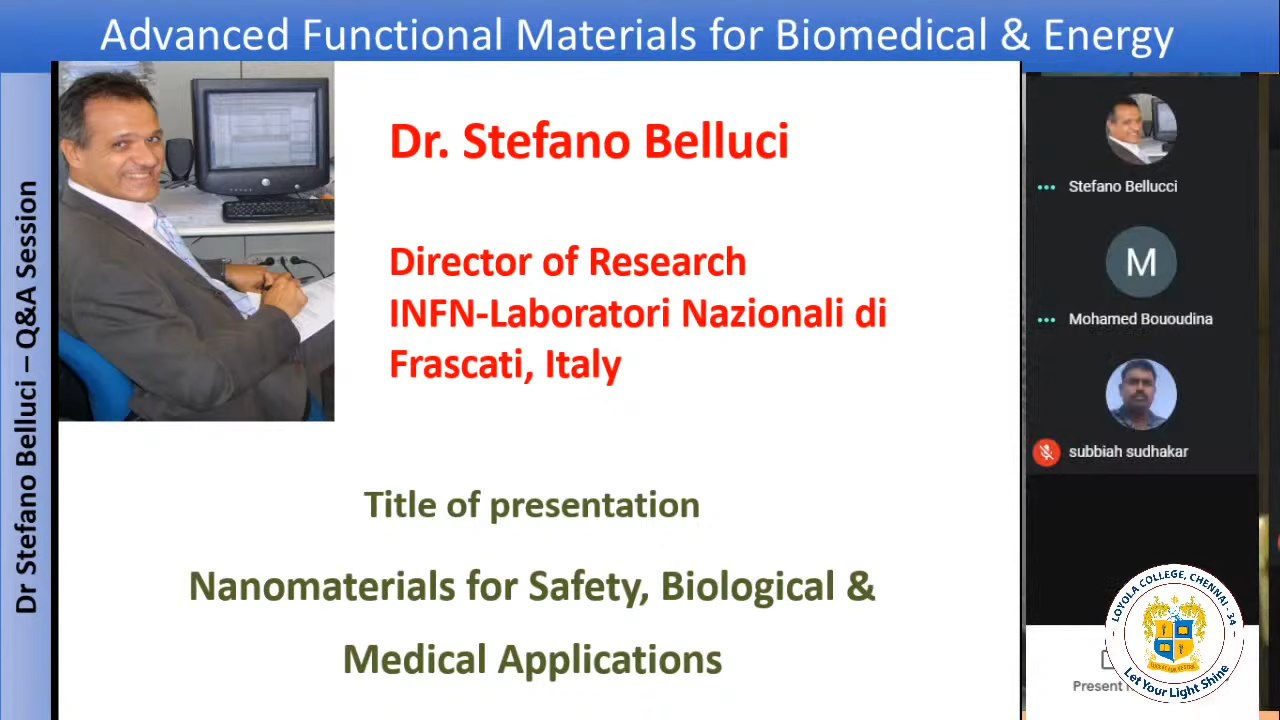 Advanced Functional Materials for Biomedical & Energy
Dr Stefano Belluci – Q&A Session
Dr. Stefano Belluci
Director of Research
INFN-Laboratori Nazionali di
Frascati, Italy
Title of presentation
Nanomaterials for Safety, Biological &
Medical Applications
Stefano Bellucci
M
Mohamed Bououdina
subbiah sudhakar
Present
LOYOLA COLLEGE, CHENNAI - 34
Let Your Light Shine